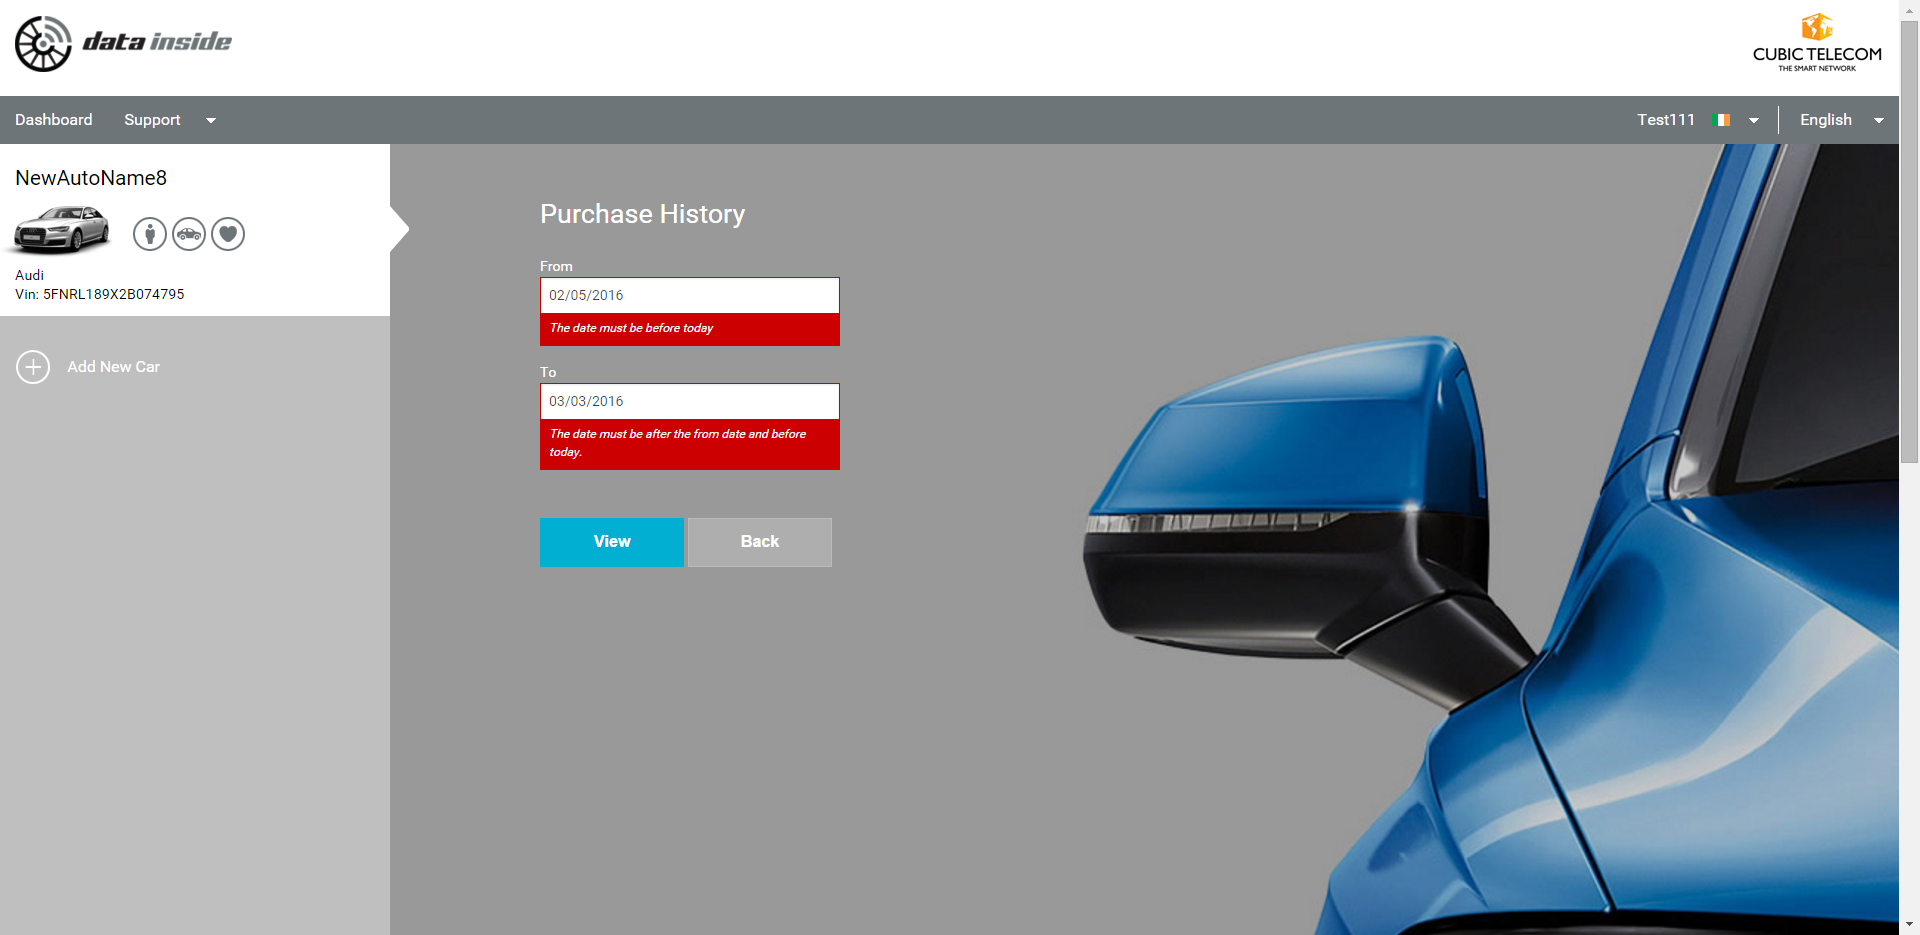 data inside
CUBIC TELECOM
THE SMART NETWORK
Dashboard
Support
Test111
English
NewAutoName8
Audi
Vin: 5FNRL189X2B074795
Add New Car
Purchase History
From
02/05/2016
The date must be before today
To
03/03/2016
The date must be after the from date and before
today.
View
Back